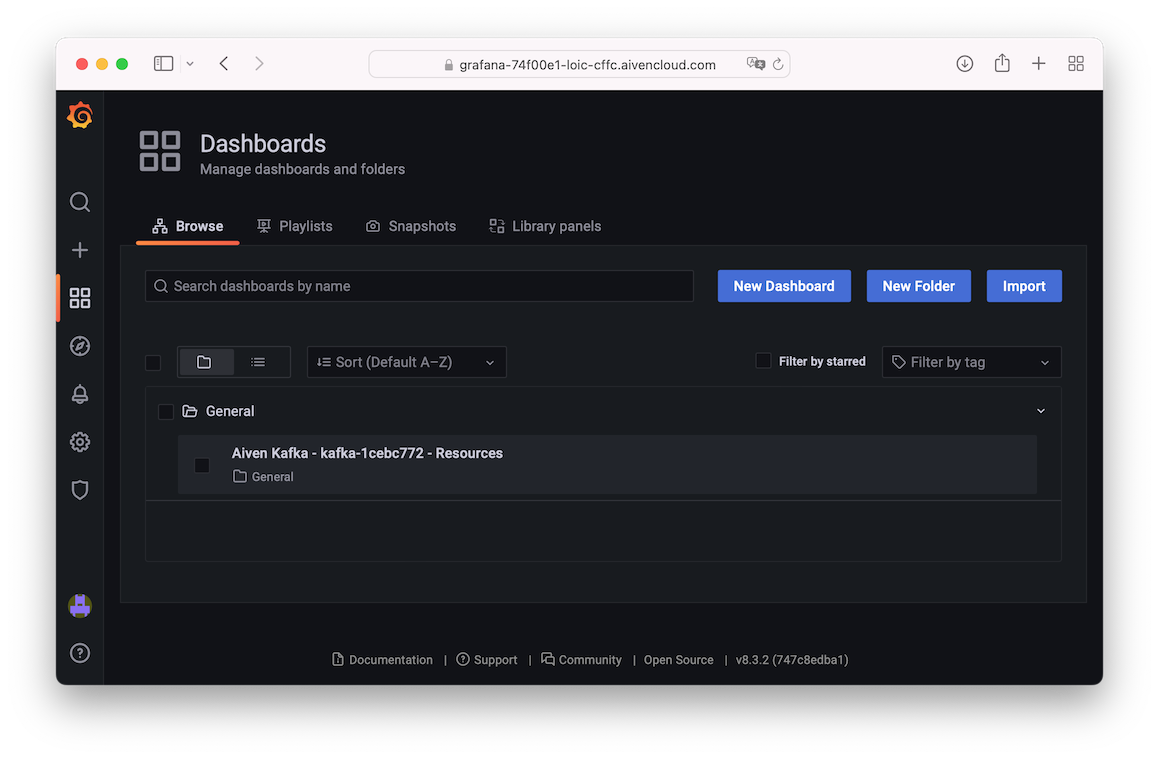 grafana-74f00e1-loic-cffc.aivencloud.com
Dashboards
Manage dashboards and folders
Browse Playlists Snapshots Library panels
Search dashboards by name New Dashboard New Folder Import
Sort (Default A–Z) Filter by starred Filter by tag
General
Aiven Kafka - kafka-1cebc772 - Resources
General
Documentation | Support | Community | Open Source | v8.3.2 (747c8edba1)